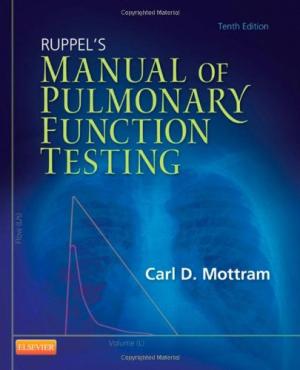 Tenth Edition
RUPPEL'S
MANUAL OF
PULMONARY
FUNCTION
TESTING
Flow (L/s)
Carl D. Mottram
ELSEVIER
Volume (L)